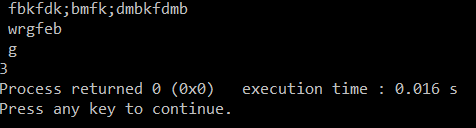 fbkfdk;bmfk;dmbkfdmb
wrgfeb
g
3
Process returned 0 (0x0)   execution time : 0.016 s
Press any key to continue.